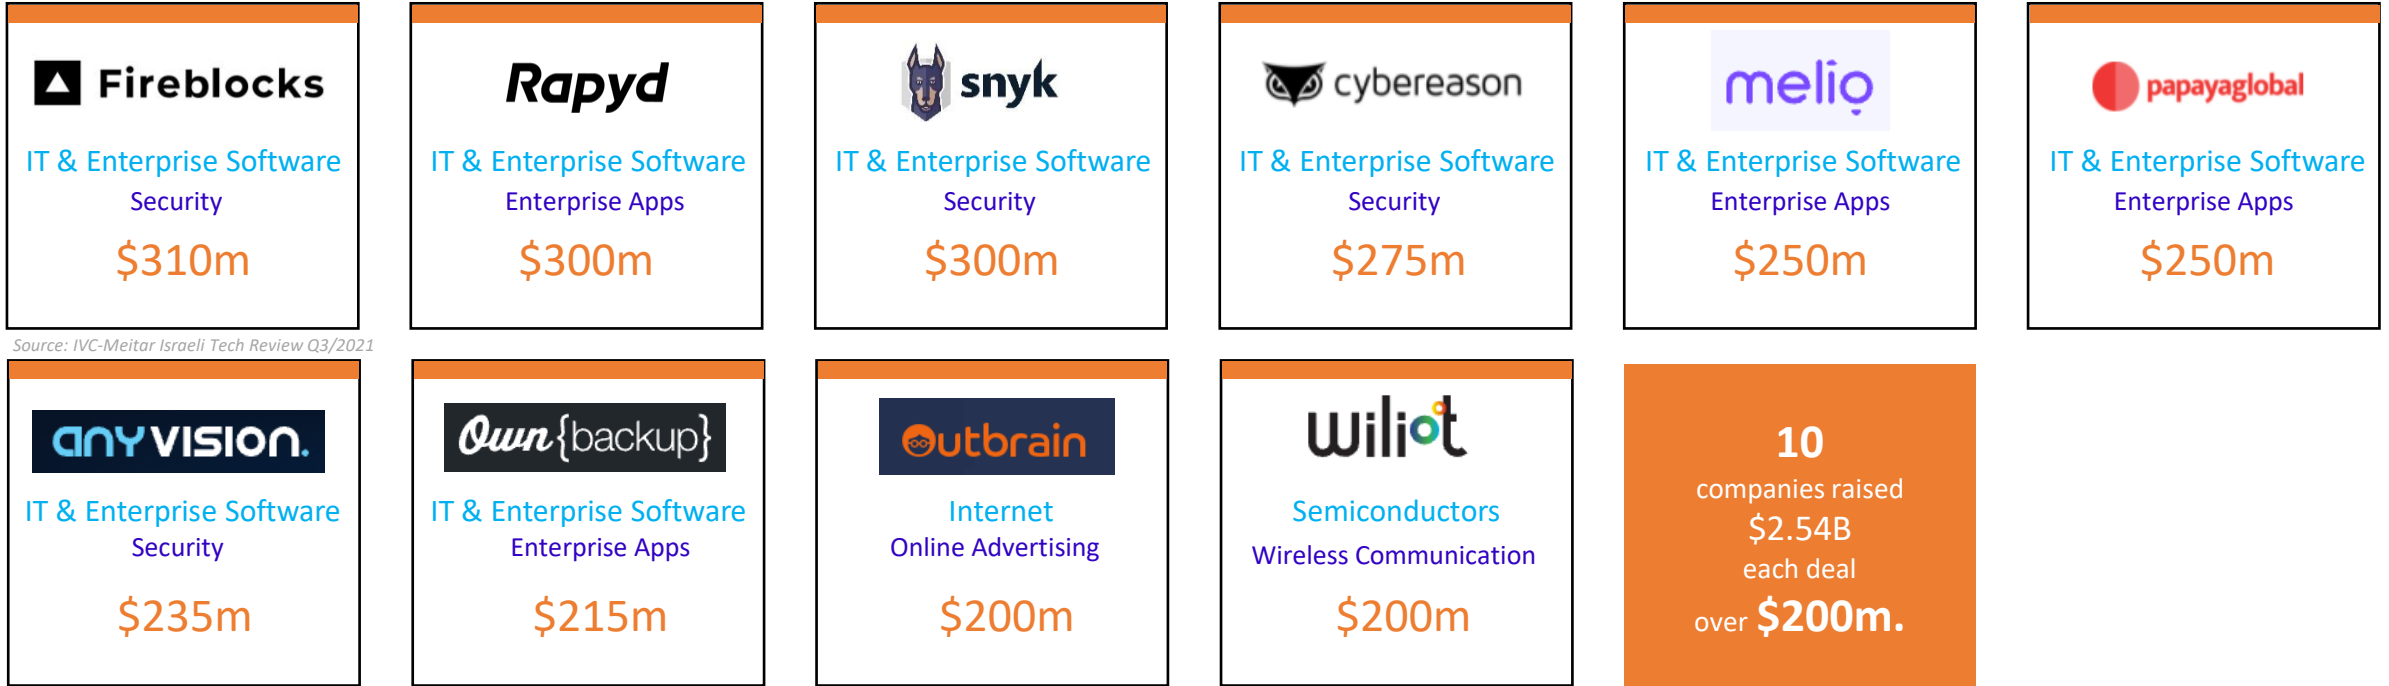 Fireblocks
IT & Enterprise Software
Security
$310m
Rapyd
IT & Enterprise Software
Enterprise Apps
$300m
snyk
IT & Enterprise Software
Security
$300m
cybereason
IT & Enterprise Software
Security
$275m
melio
IT & Enterprise Software
Enterprise Apps
$250m
papayaglobal
IT & Enterprise Software
Enterprise Apps
$250m
Source: IVC-Meitar Israeli Tech Review Q3/2021
anyVISION.
IT & Enterprise Software
Security
$235m
Own{backup}
IT & Enterprise Software
Enterprise Apps
$215m
Outbrain
Internet
Online Advertising
$200m
wiliot
Semiconductors
Wireless Communication
$200m
10
companies raised
$2.54B
each deal
over $200m.